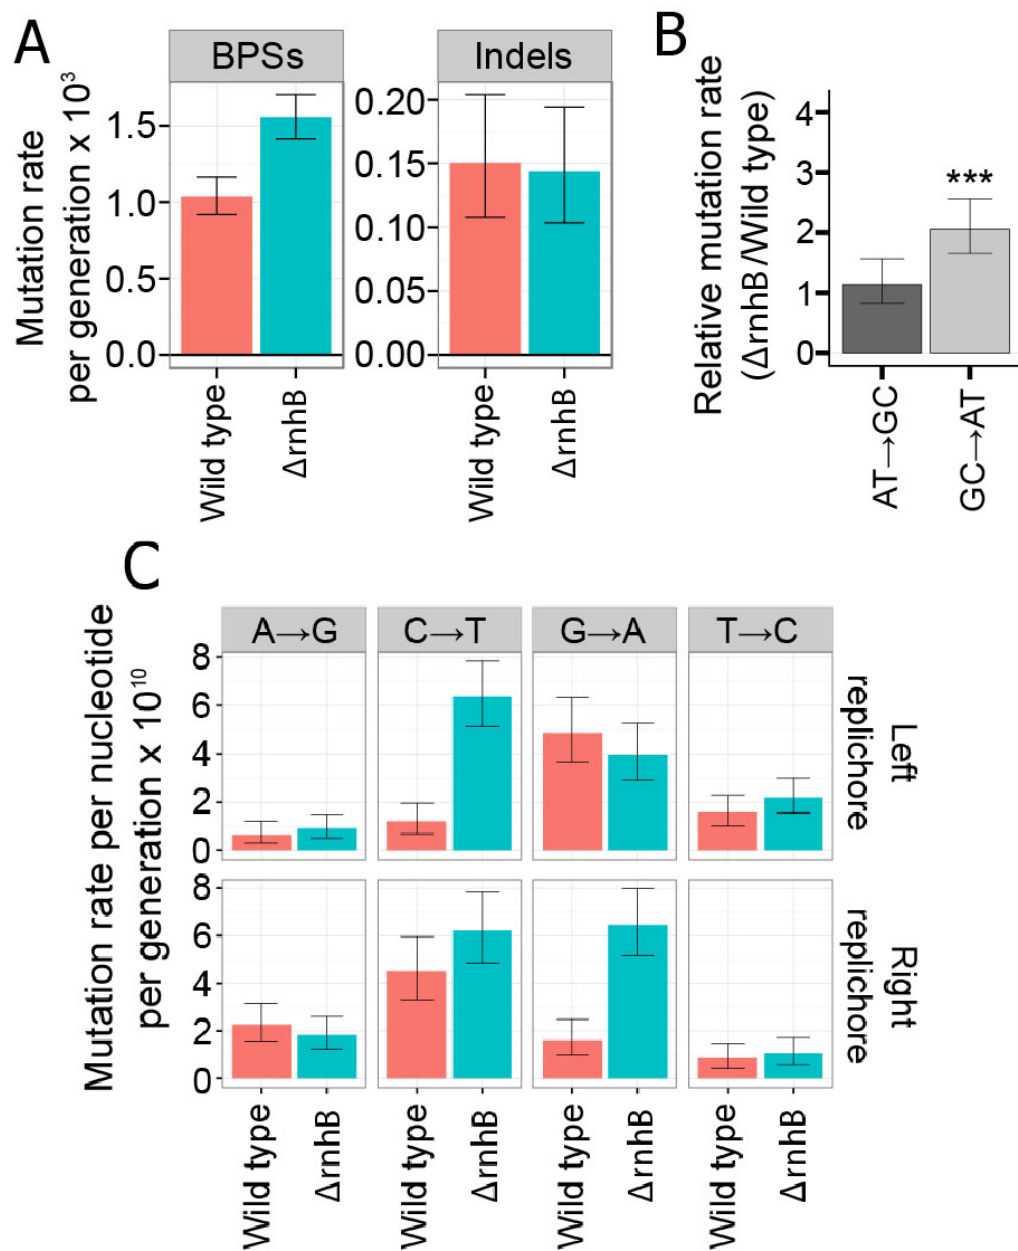 A
BPSs
Indels
Mutation rate
per generation x 10³
1.5
1.0
0.5
0.0
0.20
0.15
0.10
0.05
0.00
Wild type
ΔrnhB
Wild type
ΔrnhB
B
Relative mutation rate
(ΔrnhB/Wild type)
4
3
2
1
0
***
AT→GC
GC→AT
C
Mutation rate per nucleotide
per generation x 10¹⁰
A→G
C→T
G→A
T→C
8
6
4
2
0
Left
replichore
8
6
4
2
0
Right
replichore
Wild type
ΔrnhB
Wild type
ΔrnhB
Wild type
ΔrnhB
Wild type
ΔrnhB